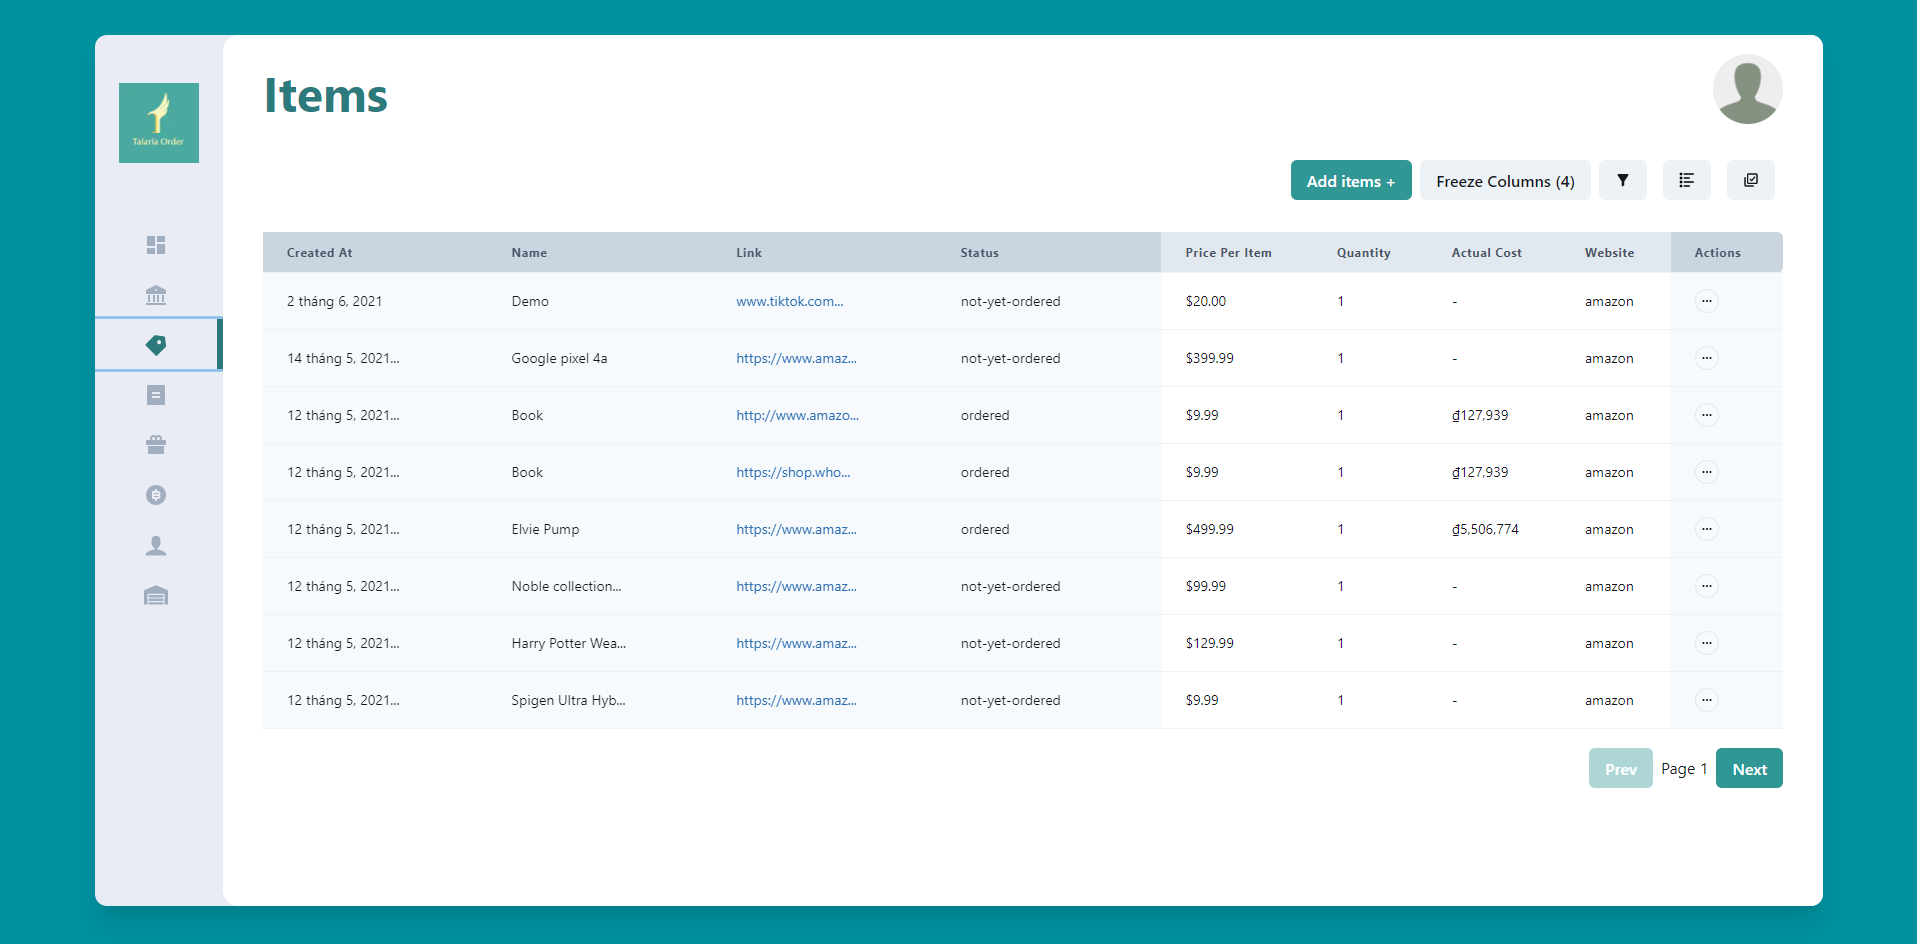 Talaria Order
Items
Add items +
Freeze Columns (4)
Created At Name Link Status Price Per Item Quantity Actual Cost Website Actions
2 tháng 6, 2021 Demo www.tiktok.com... not-yet-ordered $20.00 1 - amazon
14 tháng 5, 2021... Google pixel 4a https://www.amaz... not-yet-ordered $399.99 1 - amazon
12 tháng 5, 2021... Book http://www.amazo... ordered $9.99 1 ₫127,939 amazon
12 tháng 5, 2021... Book https://shop.who... ordered $9.99 1 ₫127,939 amazon
12 tháng 5, 2021... Elvie Pump https://www.amaz... ordered $499.99 1 ₫5,506,774 amazon
12 tháng 5, 2021... Noble collection... https://www.amaz... not-yet-ordered $99.99 1 - amazon
12 tháng 5, 2021... Harry Potter Wea... https://www.amaz... not-yet-ordered $129.99 1 - amazon
12 tháng 5, 2021... Spigen Ultra Hyb... https://www.amaz... not-yet-ordered $9.99 1 - amazon
Prev Page 1 Next